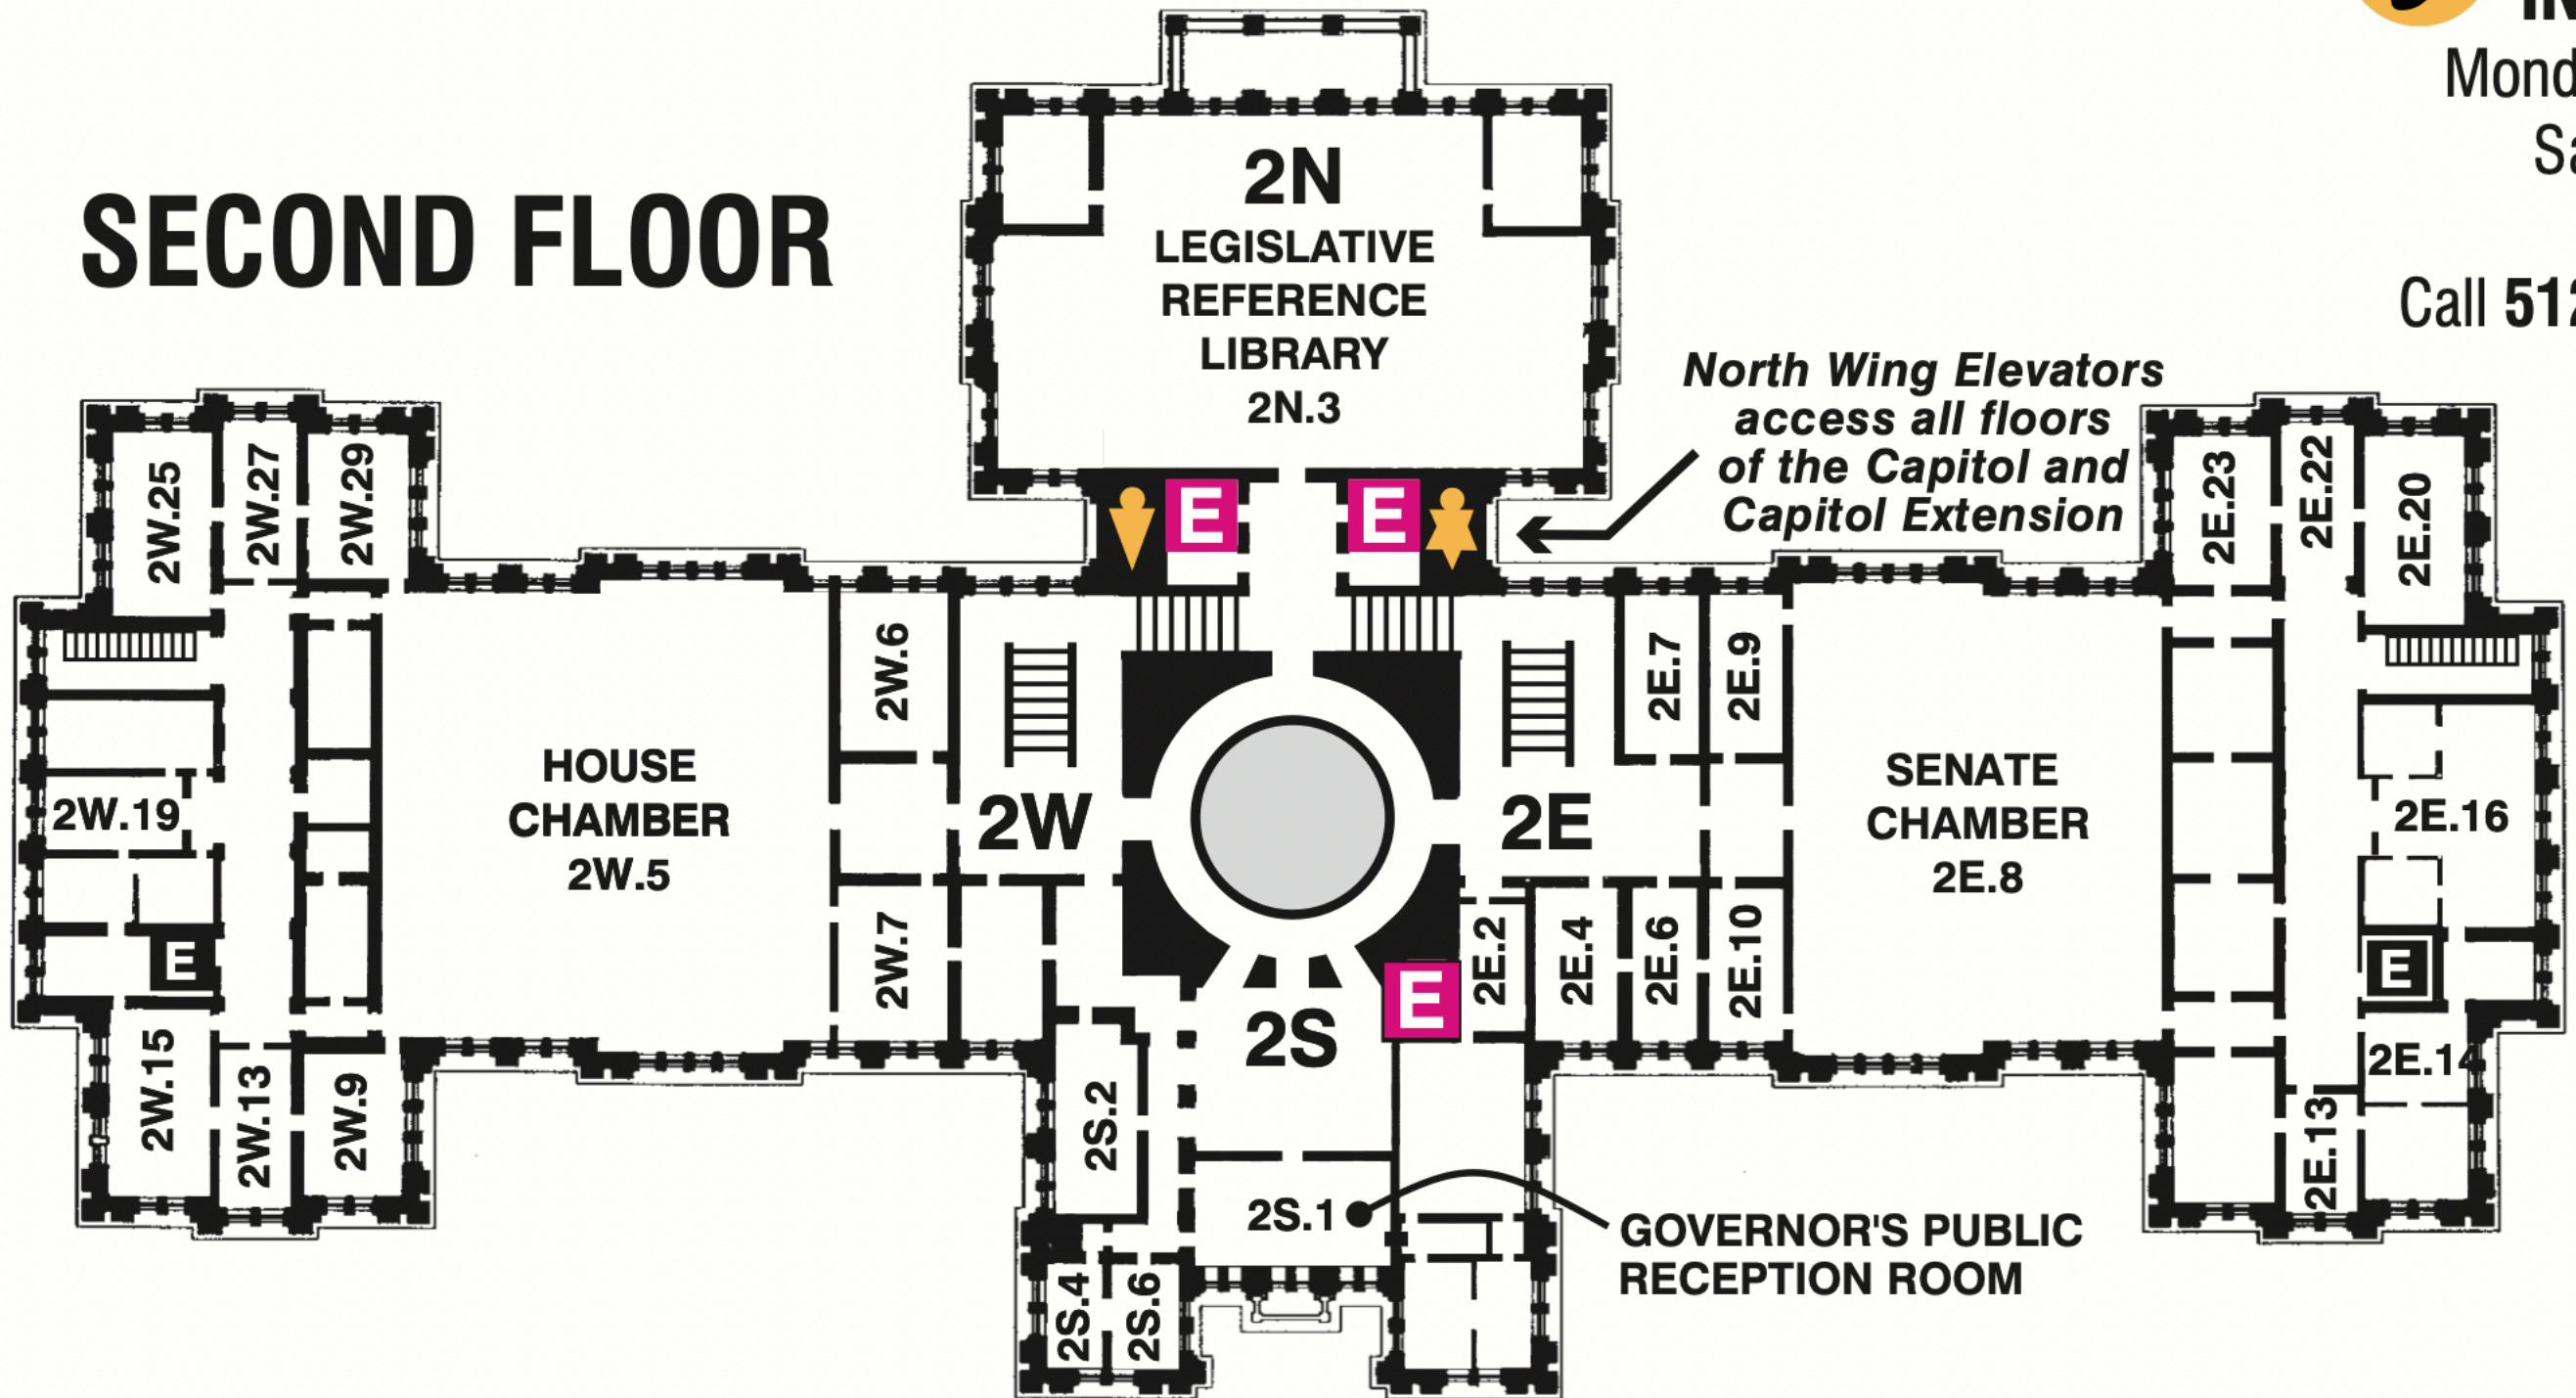 IN
Mond
Sa
Call 512
SECOND FLOOR
2N
LEGISLATIVE
REFERENCE
LIBRARY
2N.3
North Wing Elevators
access all floors
of the Capitol and
Capitol Extension
E
E
2W.25
2W.27
2W.29
2E.23
2E.22
2E.20
2W.6
2E.7
2E.9
HOUSE
CHAMBER
2W.5
2W
2E
SENATE
CHAMBER
2E.8
2W.19
2E.16
E
2W.7
2E.2
2E.4
2E.6
2E.10
E
E
2S
2W.15
2W.13
2W.9
2S.2
2E.14
2E.13
2S.1
GOVERNOR'S PUBLIC
RECEPTION ROOM
2S.4
2S.6